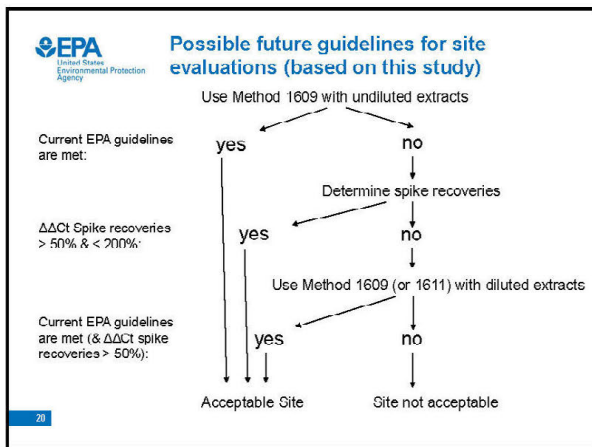 EPA
United States
Environmental Protection
Agency
Possible future guidelines for site
evaluations (based on this study)
Use Method 1609 with undiluted extracts
Current EPA guidelines
are met:
yes
no
Determine spike recoveries
ΔΔCt Spike recoveries
> 50% & < 200%:
yes
no
Use Method 1609 (or 1611) with diluted extracts
Current EPA guidelines
are met (& ΔΔCt spike
recoveries > 50%):
yes
no
Acceptable Site
Site not acceptable
20